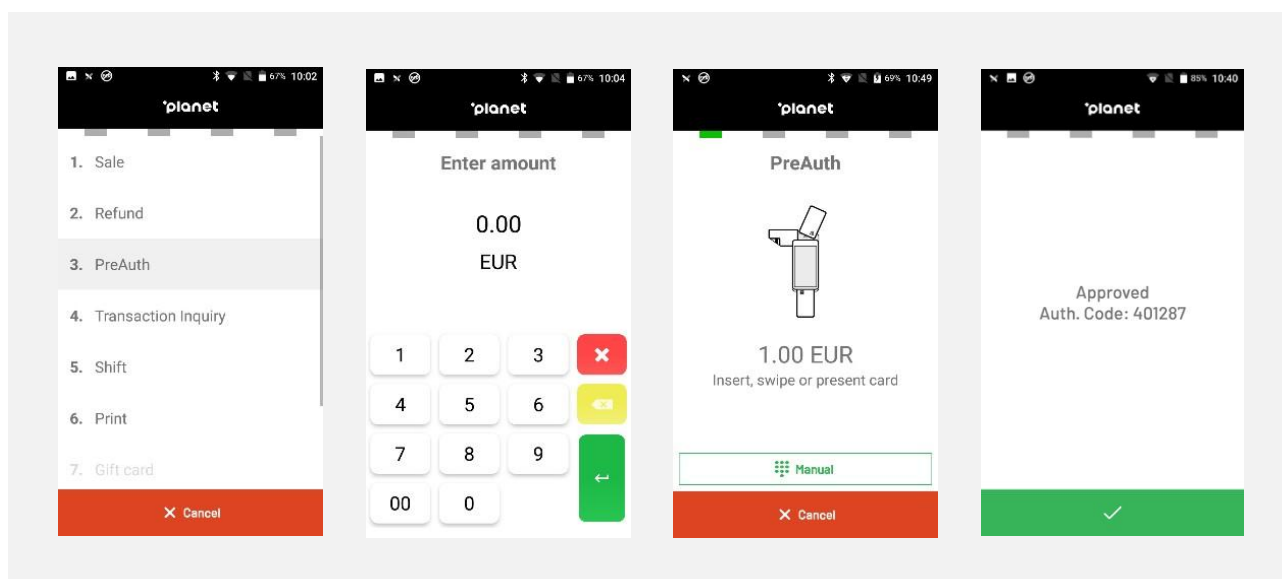 67% 10:02
planet
1. Sale
2. Refund
3. PreAuth
4. Transaction Inquiry
5. Shift
6. Print
7. Gift card
Cancel
67% 10:04
planet
Enter amount
0.00
EUR
1 2 3
4 5 6
7 8 9
00 0
69% 10:49
planet
PreAuth
1.00 EUR
Insert, swipe or present card
Manual
Cancel
85% 10:40
planet
Approved
Auth. Code: 401287